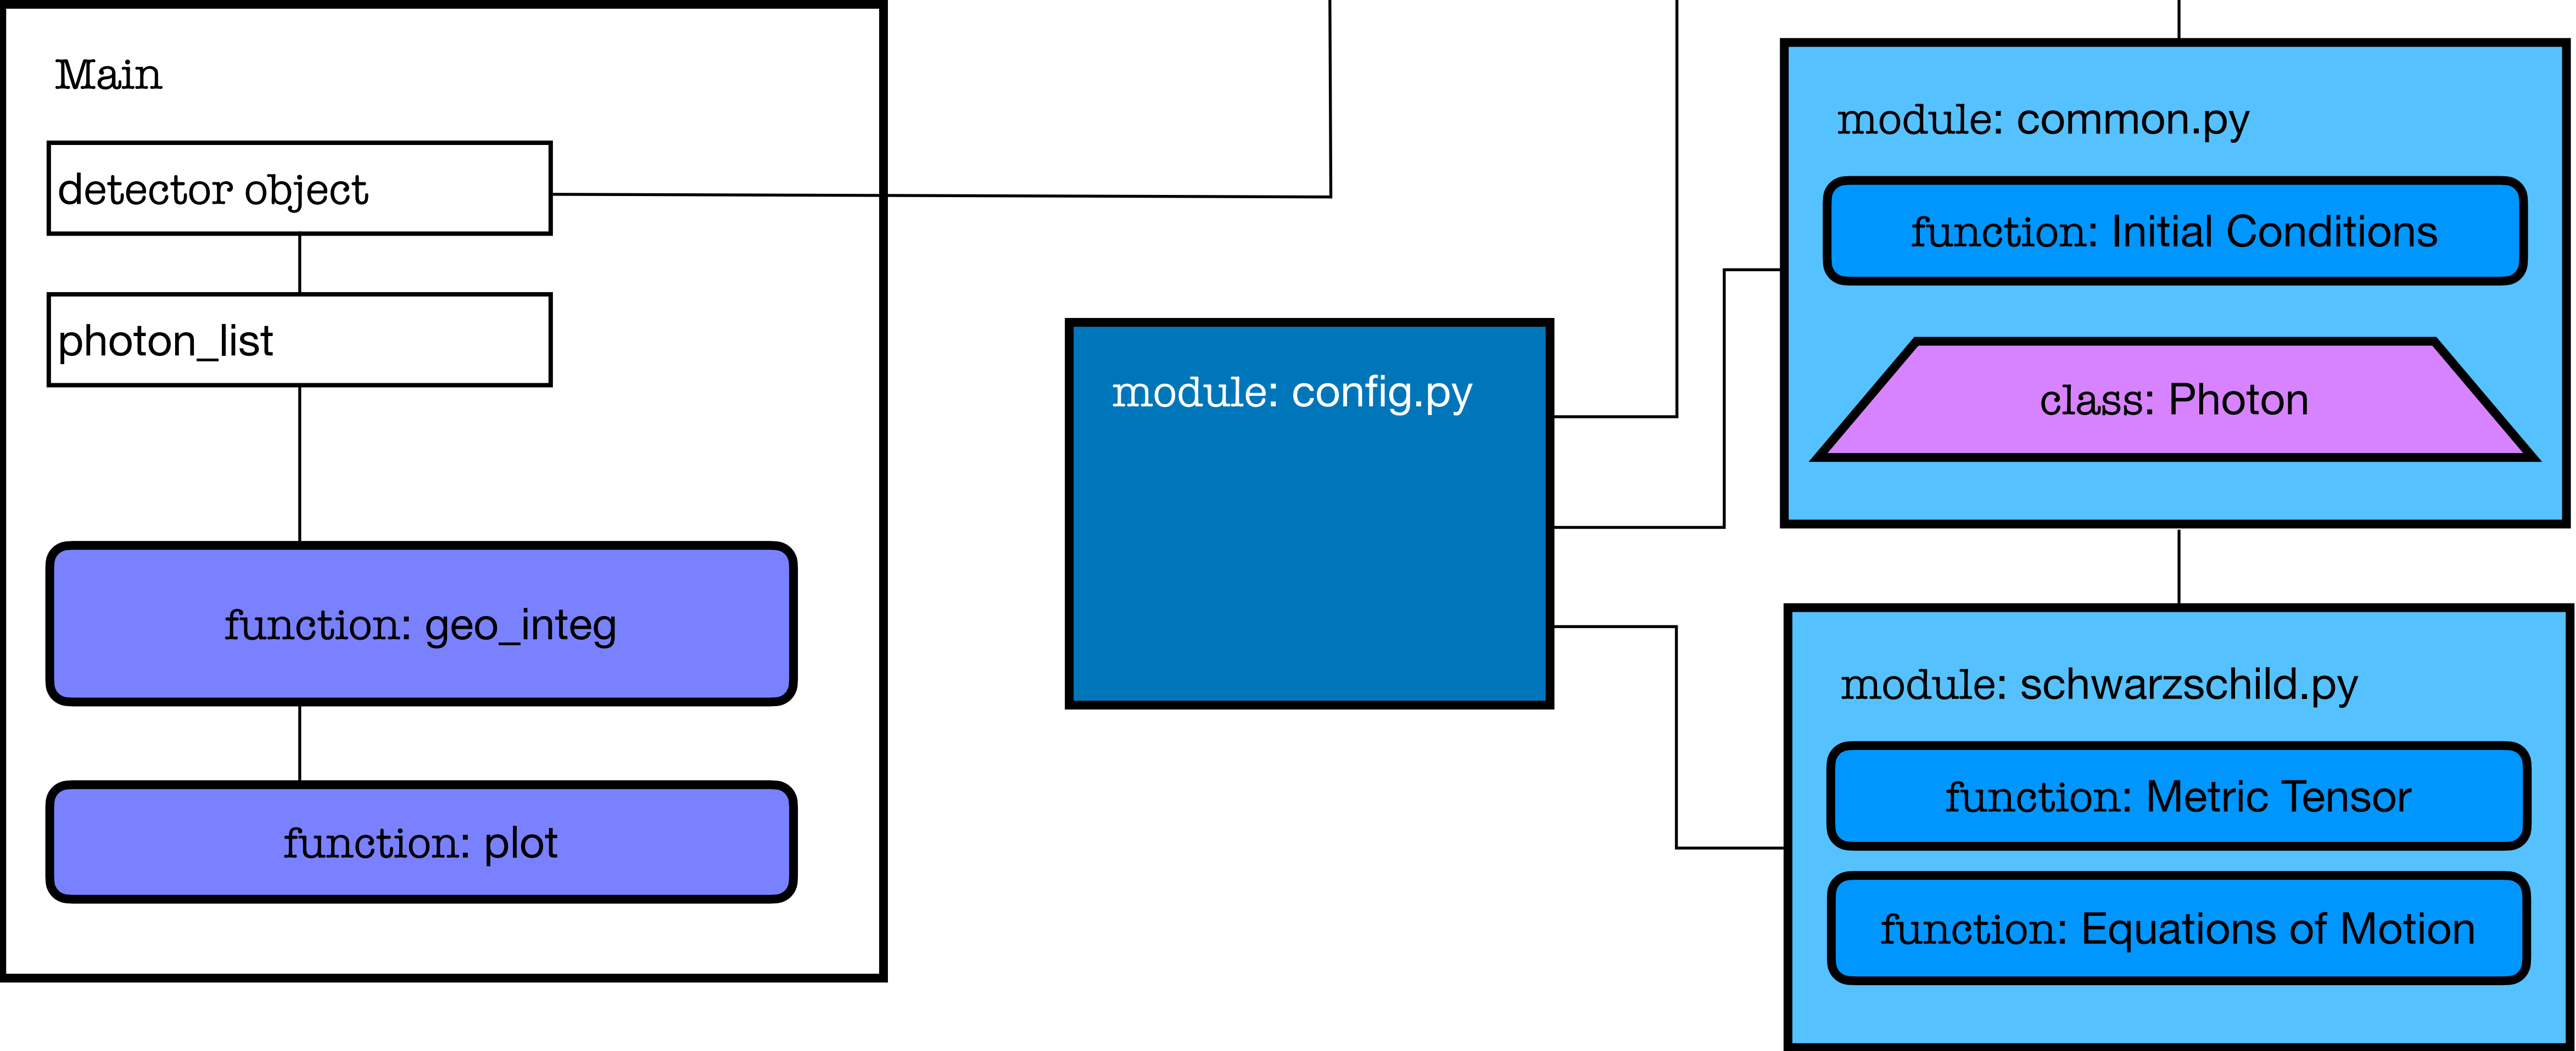 Main
detector object
photon_list
function: geo_integ
function: plot
module: config.py
module: common.py
function: Initial Conditions
class: Photon
module: schwarzschild.py
function: Metric Tensor
function: Equations of Motion